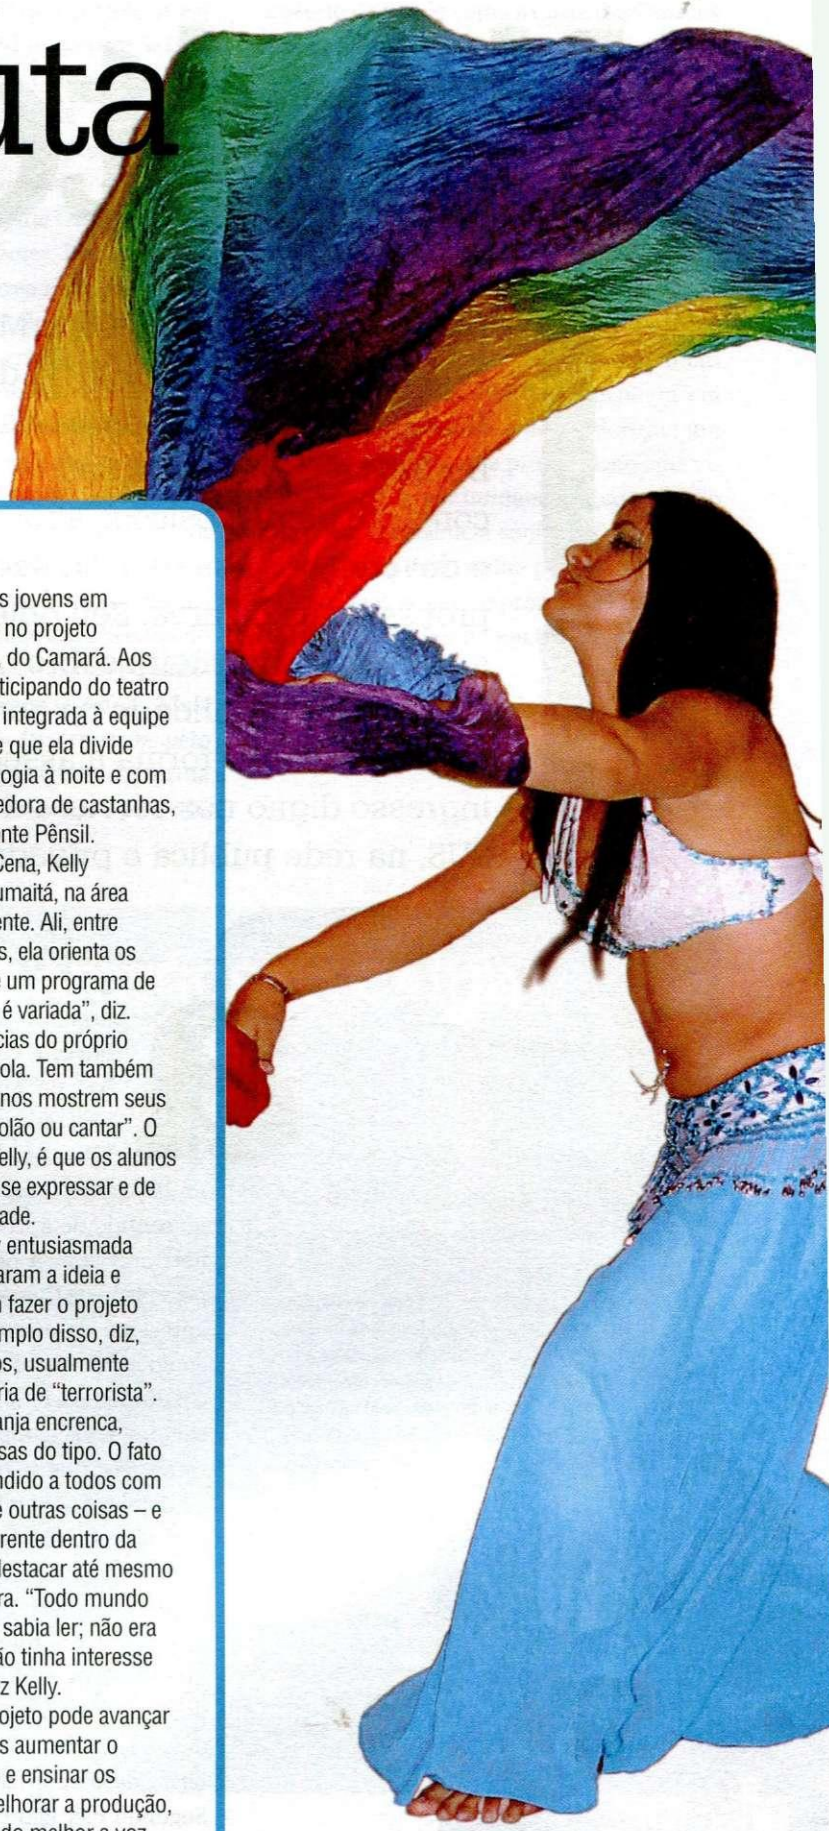 uta
s jovens em
no projeto
do Camará. Aos
ticipando do teatro
integrada à equipe
e que ela divide
ogia à noite e com
edora de castanhas,
nte Pênsil.
Cena, Kelly
umaitá, na área
ente. Ali, entre
s, ela orienta os
e um programa de
é variada”, diz.
cias do próprio
ola. Tem também
nos mostrem seus
olão ou cantar”. O
elly, é que os alunos
se expressar e de
ade.
entusiasmada
aram a ideia e
fazer o projeto
mplo disso, diz,
os, usualmente
ria de “terrorista”.
anja encrenca,
sas do tipo. O fato
ndido a todos com
e outras coisas – e
rente dentro da
destacar até mesmo
ra. “Todo mundo
sabia ler; não era
ão tinha interesse
z Kelly.
ojeto pode avançar
s aumentar o
e ensinar os
elhorar a produção,
do melhor a voz